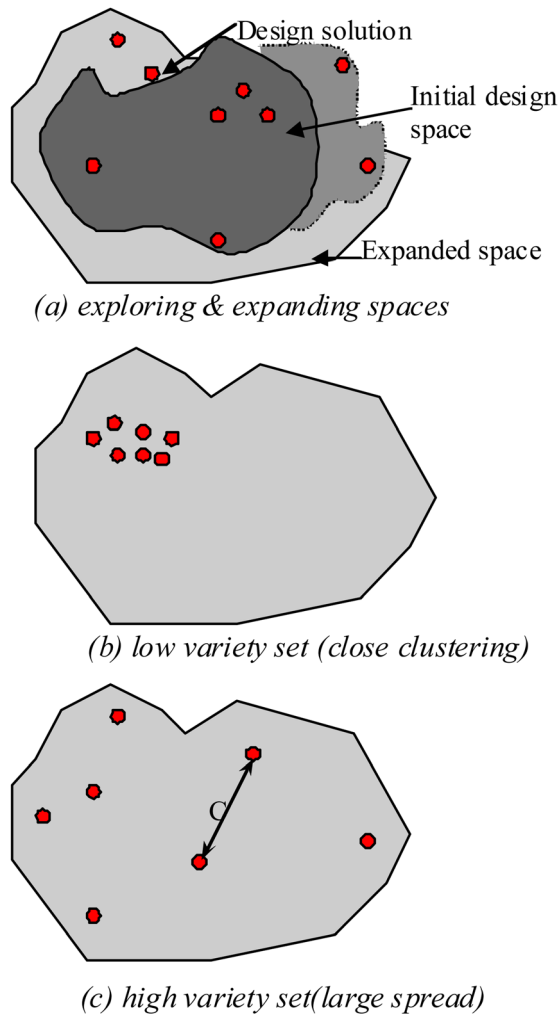 Design solution
Initial design
space
Expanded space
(a) exploring & expanding spaces
(b) low variety set (close clustering)
C
(c) high variety set(large spread)